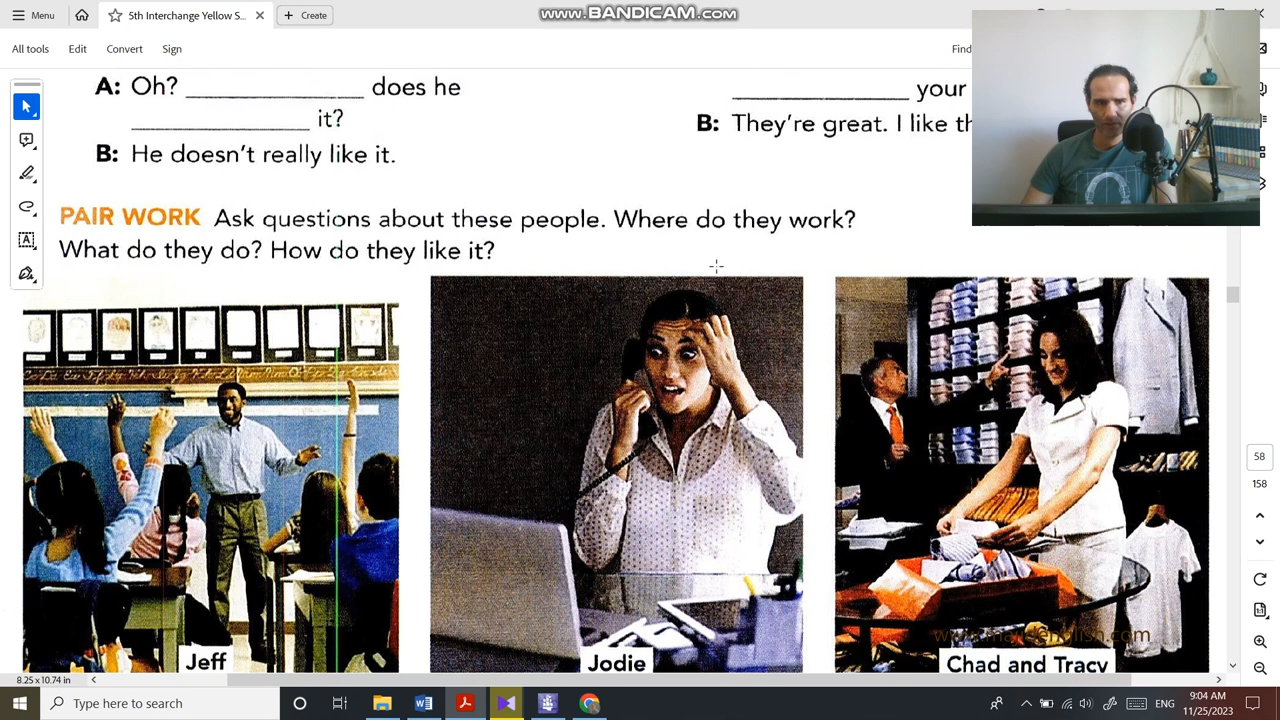 Menu
5th Interchange Yellow S...
Create
www.BANDICAM.com
All tools
Edit
Convert
Sign
Find
A: Oh? ____________ does he
____________ it?
B: He doesn't really like it.
____________ your
B: They're great. I like th
PAIR WORK Ask questions about these people. Where do they work?
What do they do? How do they like it?
Jeff
Jodie
Chad and Tracy
58
158
8.25 x 10.74 in
Type here to search
ENG
9:04 AM
11/25/2023